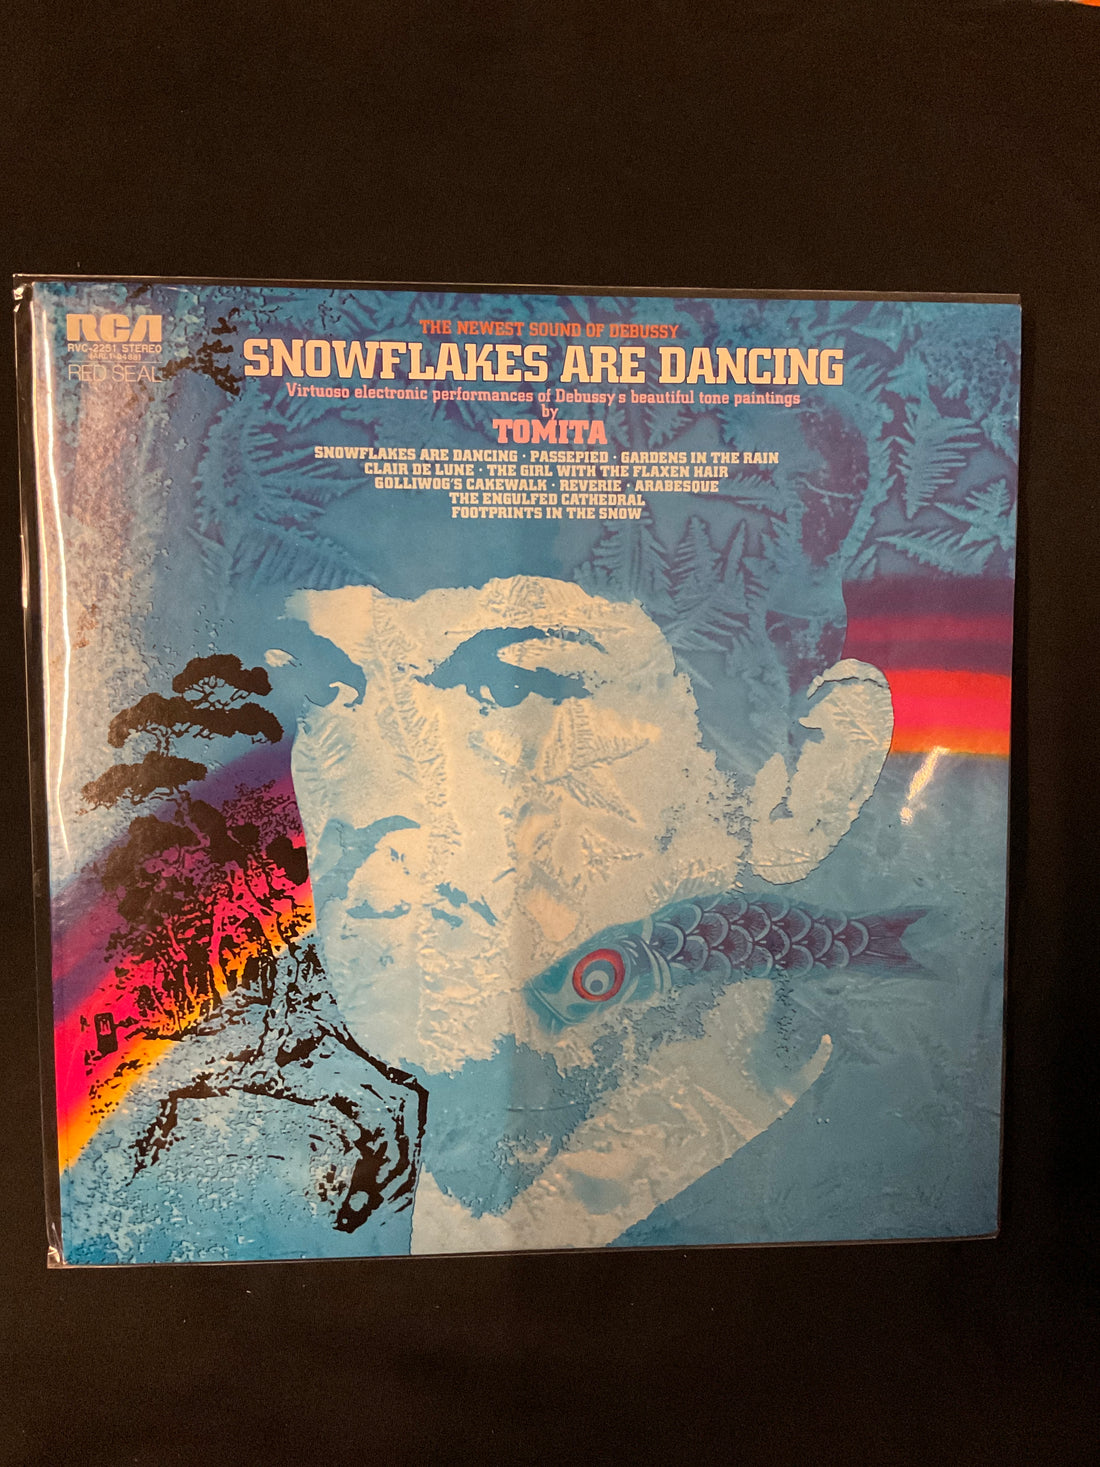 RCA
RVC-2251 STEREO
(ARL1-0488)
RED SEAL
THE NEWEST SOUND OF DEBUSSY
SNOWFLAKES ARE DANCING
Virtuoso electronic performances of Debussy's beautiful tone paintings
by
TOMITA
SNOWFLAKES ARE DANCING · PASSEPIED · GARDENS IN THE RAIN
CLAIR DE LUNE · THE GIRL WITH THE FLAXEN HAIR
GOLLIWOG'S CAKEWALK · REVERIE · ARABESQUE
THE ENGULFED CATHEDRAL
FOOTPRINTS IN THE SNOW